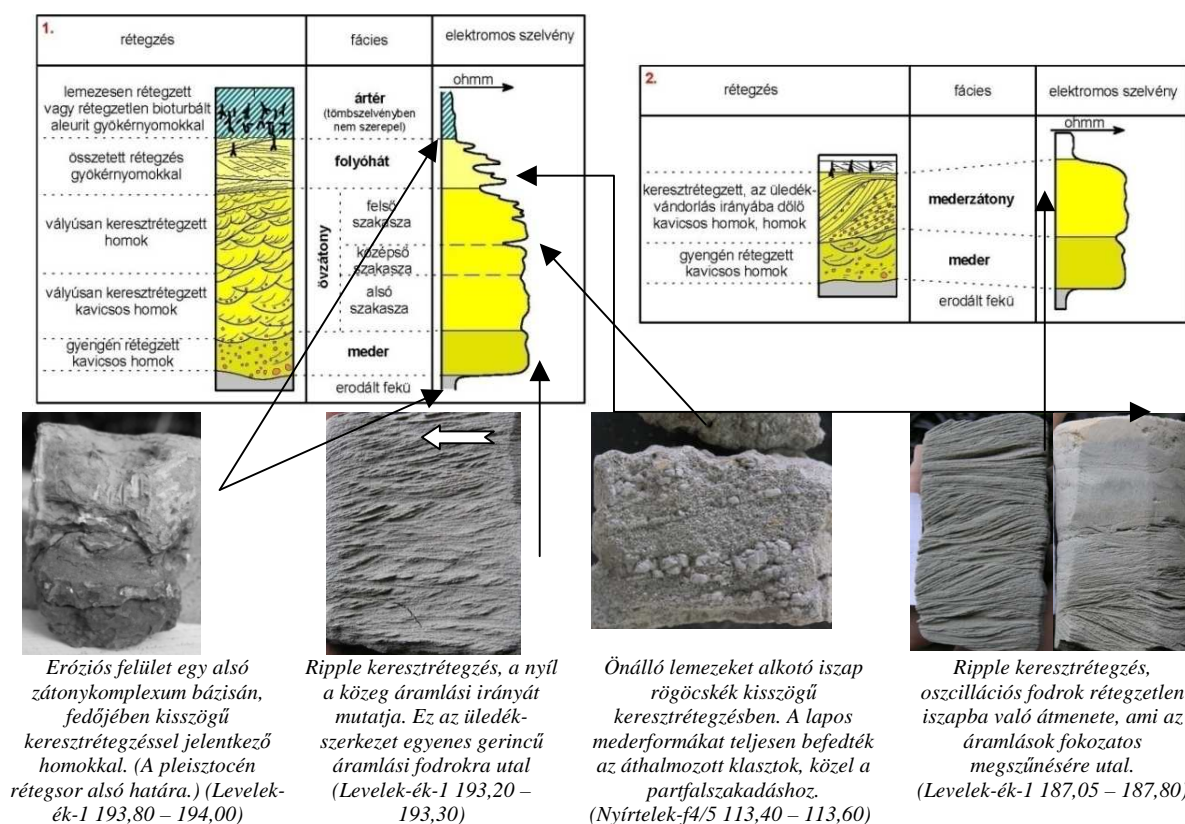 1.
rétegzés
fácies
elektromos szelvény
ohmm
lemezesen rétegzett
vagy rétegzetlen bioturbált
aleurit gyökérnyomokkal
ártér
(tömbszelvényben
nem szerepel)
összetett rétegzés
gyökérnyomokkal
folyóhát
vályúsan keresztrétegzett
homok
vályúsan keresztrétegzett
kavicsos homok
övzátony
felső
szakasza
középső
szakasza
alsó
szakasza
gyengén rétegzett
kavicsos homok
meder
erodált fekü
2.
rétegzés
fácies
elektromos szelvény
ohmm
keresztrétegzett, az üledék-
vándorlás irányába dőlő
kavicsos homok, homok
mederzátony
gyengén rétegzett
kavicsos homok
meder
erodált fekü
Eróziós felület egy alsó
zátonykomplexum bázisán,
fedőjében kisszögű
keresztrétegzéssel jelentkező
homokkal. (A pleisztocén
rétegsor alsó határa.) (Levelek-
ék-1 193,80 – 194,00)
Ripple keresztrétegzés, a nyíl
a közeg áramlási irányát
mutatja. Ez az üledék-
szerkezet egyenes gerincű
áramlási fodrokra utal
(Levelek-ék-1 193,20 –
193,30)
Önálló lemezeket alkotó iszap
rögöcskék kisszögű
keresztrétegzésben. A lapos
mederformákat teljesen befedték
az áthalmozott klasztok, közel a
partfalszakadáshoz.
(Nyírtelek-f4/5 113,40 – 113,60)
Ripple keresztrétegzés,
oszcillációs fodrok rétegzetlen
iszapba való átmenete, ami az
áramlások fokozatos
megszűnésére utal.
(Levelek-ék-1 187,05 – 187,80)